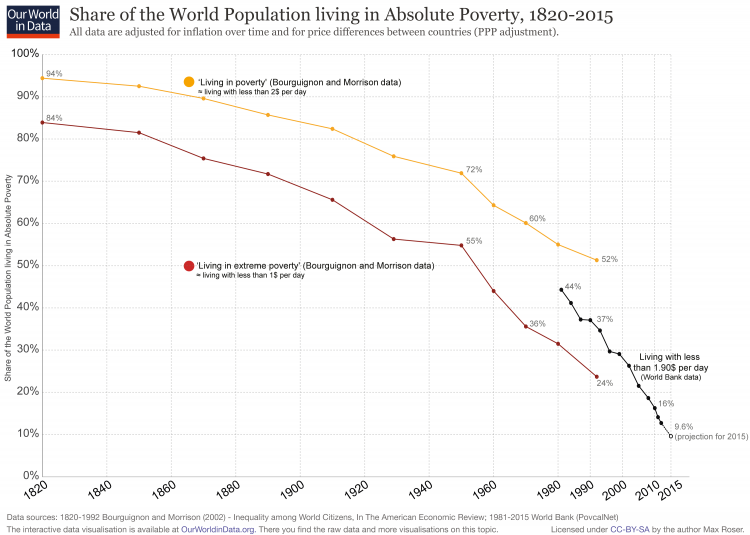 Our World
in Data
Share of the World Population living in Absolute Poverty, 1820-2015
All data are adjusted for inflation over time and for price differences between countries (PPP adjustment).
Share of the World Population living in Absolute Poverty
100%
90%
80%
70%
60%
50%
40%
30%
20%
10%
0%
94%
84%
'Living in poverty' (Bourguignon and Morrison data)
= living with less than 2$ per day
72%
60%
52%
55%
'Living in extreme poverty' (Bourguignon and Morrison data)
= living with less than 1$ per day
36%
24%
44%
37%
Living with less
than 1.90$ per day
(World Bank data)
16%
9.6%
(projection for 2015)
1820
1840
1860
1880
1900
1920
1940
1960
1980
1990
2000
2010
2015
Data sources: 1820-1992 Bourguignon and Morrison (2002) - Inequality among World Citizens, In The American Economic Review; 1981-2015 World Bank (PovcalNet)
The interactive data visualisation is available at OurWorldinData.org. There you find the raw data and more visualisations on this topic.
Licensed under CC-BY-SA by the author Max Roser.